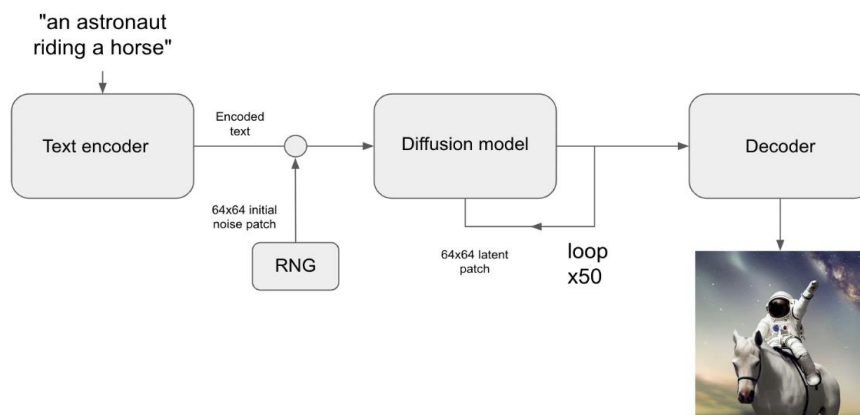 "an astronaut
riding a horse"
Text encoder
Encoded
text
64x64 initial
noise patch
RNG
Diffusion model
64x64 latent
patch
loop
x50
Decoder